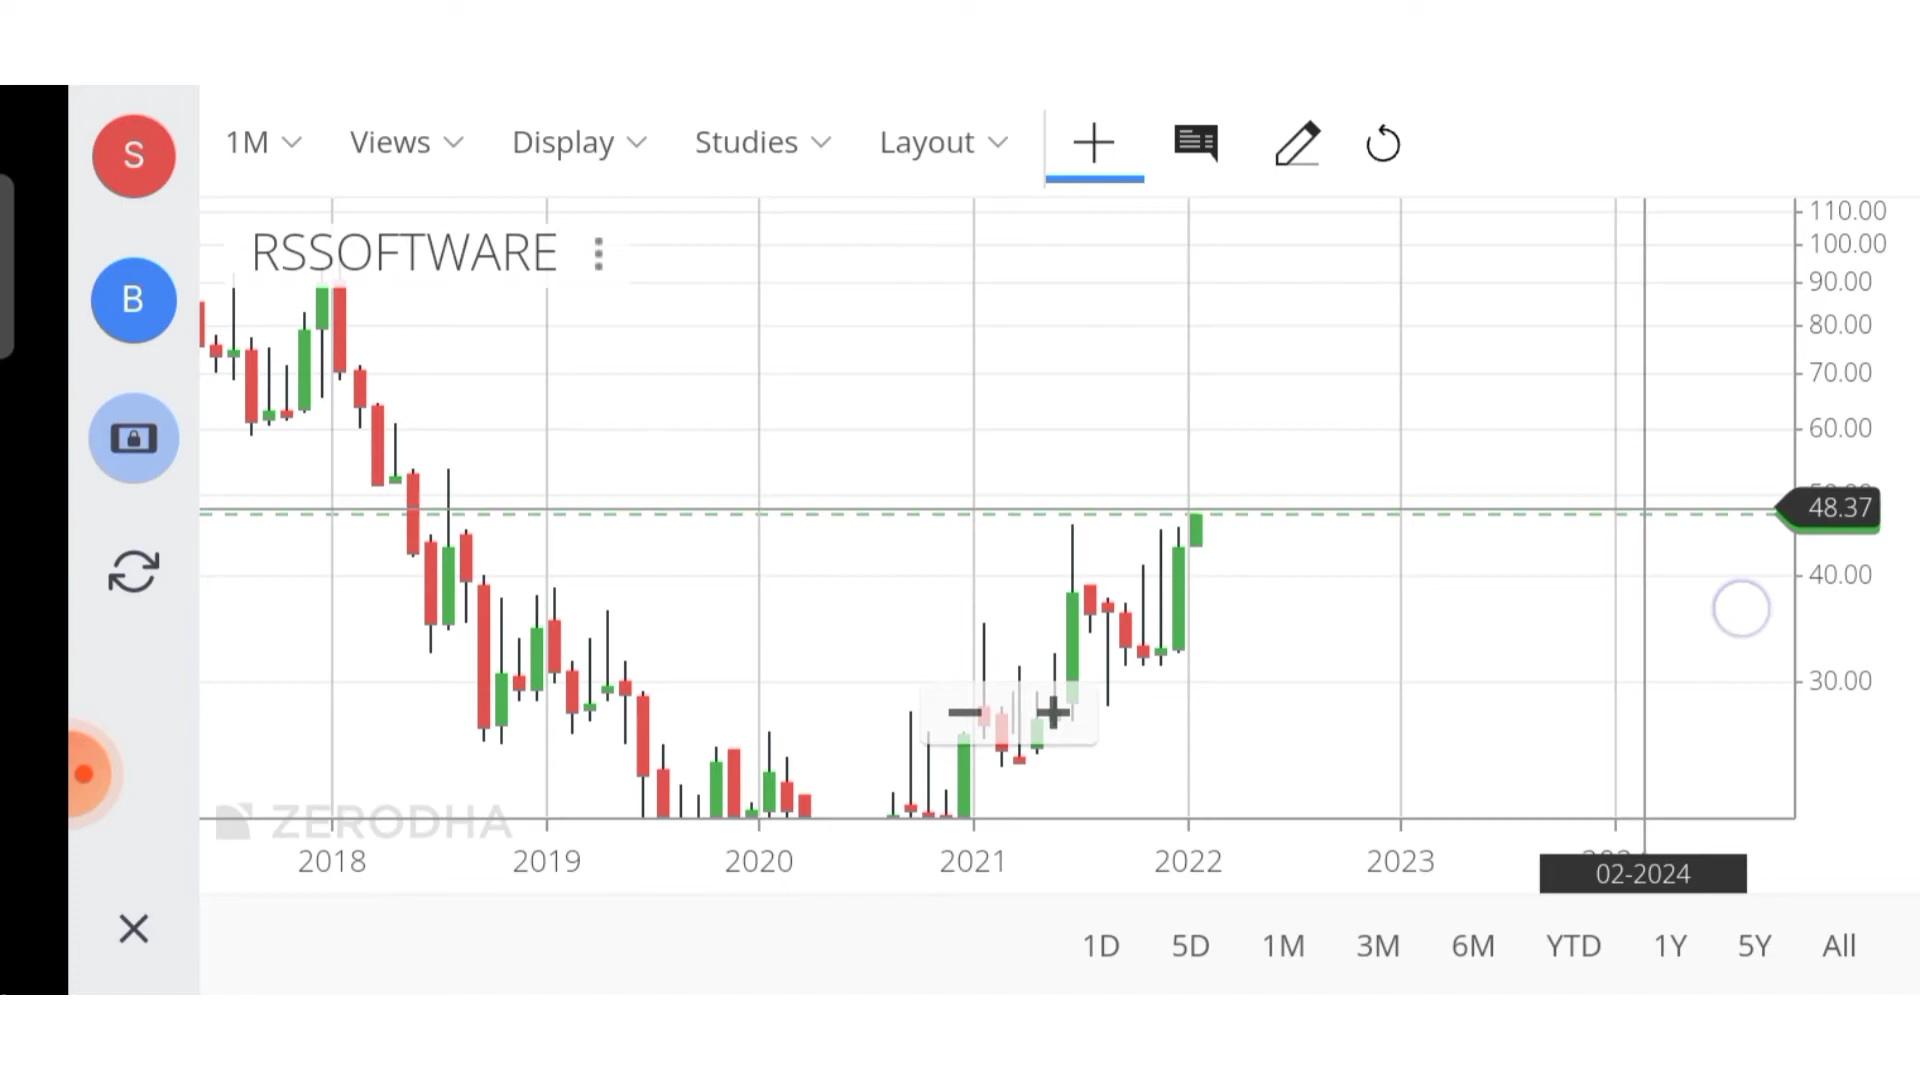 S
1M Views Display Studies Layout
B
RSSOFTWARE
110.00
100.00
90.00
80.00
70.00
60.00
48.37
40.00
30.00
ZERODHA
2018 2019 2020 2021 2022 2023
02-2024
1D 5D 1M 3M 6M YTD 1Y 5Y All